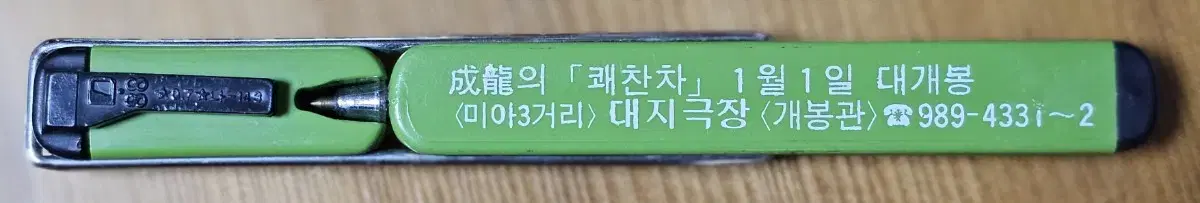 成龍의 「쾌찬차」 1월1일 대개봉
〈미아3거리〉 대지극장 〈개봉관〉☎989-4331~2